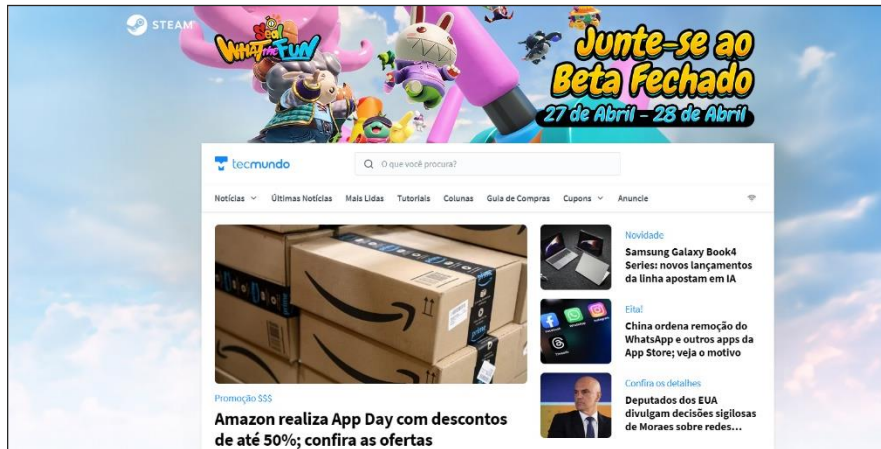 STEAM
Seal
WHAT the FUN
Junte-se ao
Beta Fechado
27 de Abril - 28 de Abril
tecmundo
O que você procura?
Notícias
Últimas Notícias
Mais Lidas
Tutoriais
Colunas
Guia de Compras
Cupons
Anuncie
Novidade
Samsung Galaxy Book4
Series: novos lançamentos
da linha apostam em IA
Eita!
China ordena remoção do
WhatsApp e outros apps da
App Store; veja o motivo
Confira os detalhes
Deputados dos EUA
divulgam decisões sigilosas
de Moraes sobre redes...
prime
Promoção $$$
Amazon realiza App Day com descontos
de até 50%; confira as ofertas